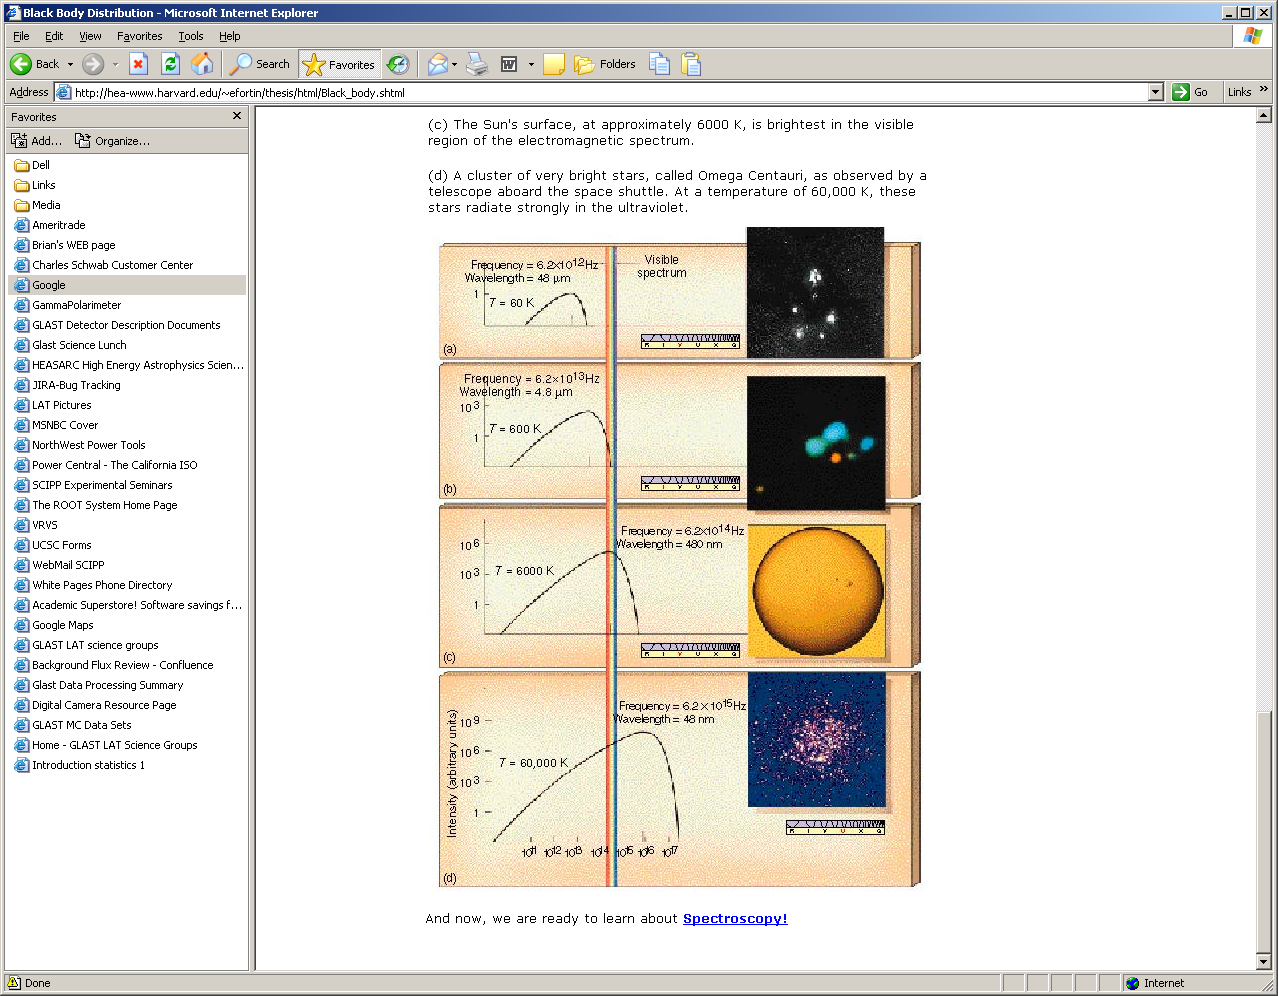 Black Body Distribution - Microsoft Internet Explorer
File Edit View Favorites Tools Help
Back Search Favorites Folders
Address http://hea-www.harvard.edu/~efortin/thesis/html/Black_body.shtml Go Links »
Favorites
Add... Organize...
Dell
Links
Media
Ameritrade
Brian's WEB page
Charles Schwab Customer Center
Google
GammaPolarimeter
GLAST Detector Description Documents
Glast Science Lunch
HEASARC High Energy Astrophysics Scien...
JIRA-Bug Tracking
LAT Pictures
MSNBC Cover
NorthWest Power Tools
Power Central - The California ISO
SCIPP Experimental Seminars
The ROOT System Home Page
VRVS
UCSC Forms
WebMail SCIPP
White Pages Phone Directory
Academic Superstore! Software savings f...
Google Maps
GLAST LAT science groups
Background Flux Review - Confluence
Glast Data Processing Summary
Digital Camera Resource Page
GLAST MC Data Sets
Home - GLAST LAT Science Groups
Introduction statistics 1
(c) The Sun's surface, at approximately 6000 K, is brightest in the visible
region of the electromagnetic spectrum.
(d) A cluster of very bright stars, called Omega Centauri, as observed by a
telescope aboard the space shuttle. At a temperature of 60,000 K, these
stars radiate strongly in the ultraviolet.
Frequency = 6.2×10¹²Hz
Wavelength = 48 μm
Visible
spectrum
1
T = 60 K
R I V U X G
(a)
Frequency = 6.2×10¹³Hz
Wavelength = 4.8 μm
10³
T = 600 K
1
R I V U X G
(b)
Frequency = 6.2×10¹⁴Hz
Wavelength = 480 nm
10⁶
10³
T = 6000 K
1
R I V U X G
(c)
Frequency = 6.2×10¹⁵Hz
Wavelength = 48 nm
Intensity (arbitrary units)
10⁹
10⁶
T = 60,000 K
10³
1
R I V U X G
10¹¹ 10¹² 10¹³ 10¹⁴ 10¹⁵ 10¹⁶ 10¹⁷
(d)
And now, we are ready to learn about Spectroscopy!
Done Internet